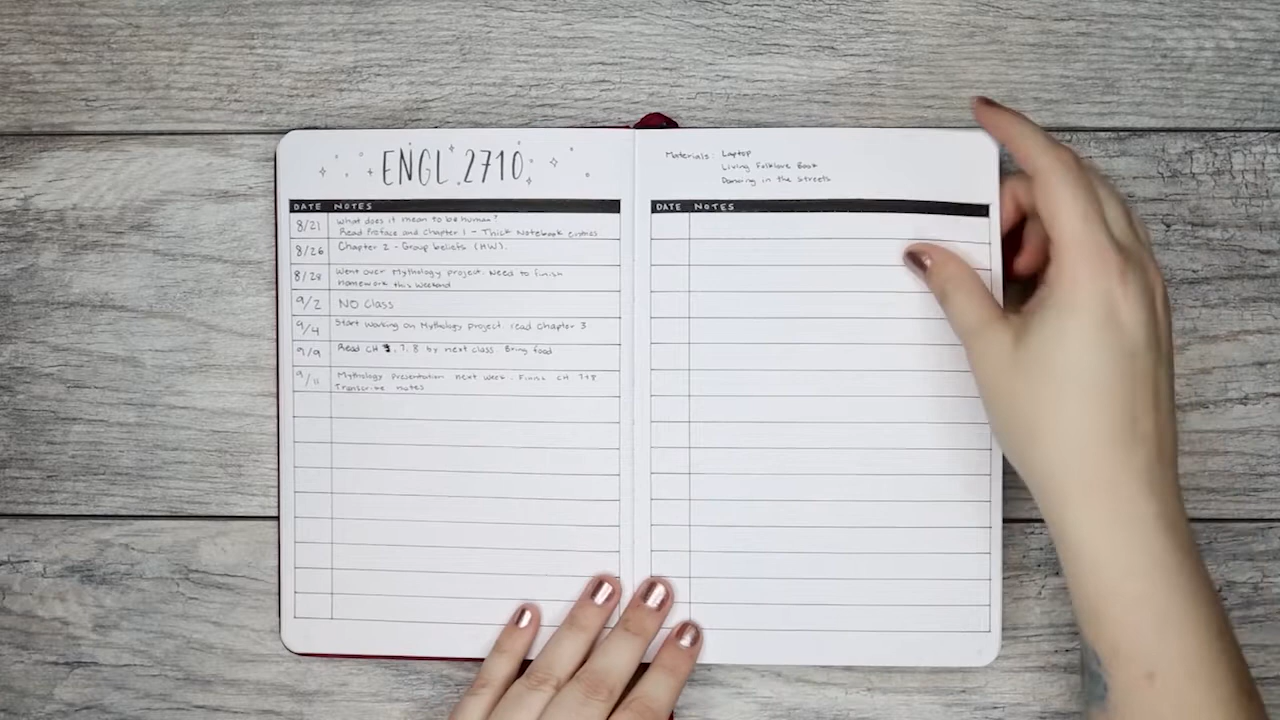 ENGL 2710
DATE NOTES
8/21 What does it mean to be human?
Read Preface and Chapter 1 - Thick Notebook entries
8/26 Chapter 2 - Group beliefs (HW).
8/28 Went over Mythology project. Need to finish
homework this weekend
9/2 NO Class
9/4 Start working on Mythology project. read Chapter 3
9/9 Read CH , 7, 8 by next class. Bring food
9/11 Mythology Presentation next week. Finish CH 7+8
Transcribe notes
Materials: Laptop
Living Folklore Book
Dancing in the Streets
DATE NOTES